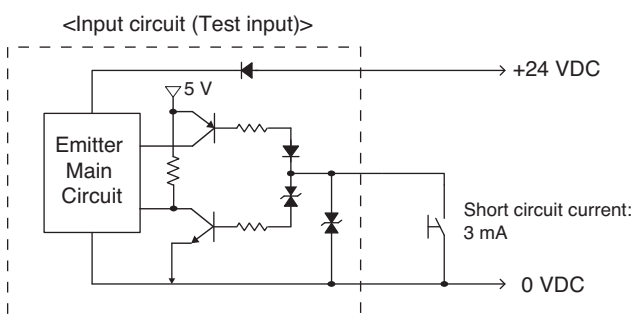 <Input circuit (Test input)>
+24 VDC
5 V
Emitter
Main
Circuit
Short circuit current:
3 mA
0 VDC